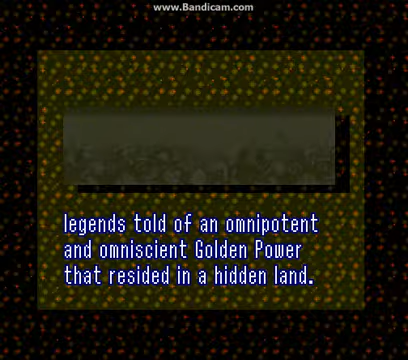 www.Bandicam.com
legends told of an omnipotent
and omniscient Golden Power
that resided in a hidden land.